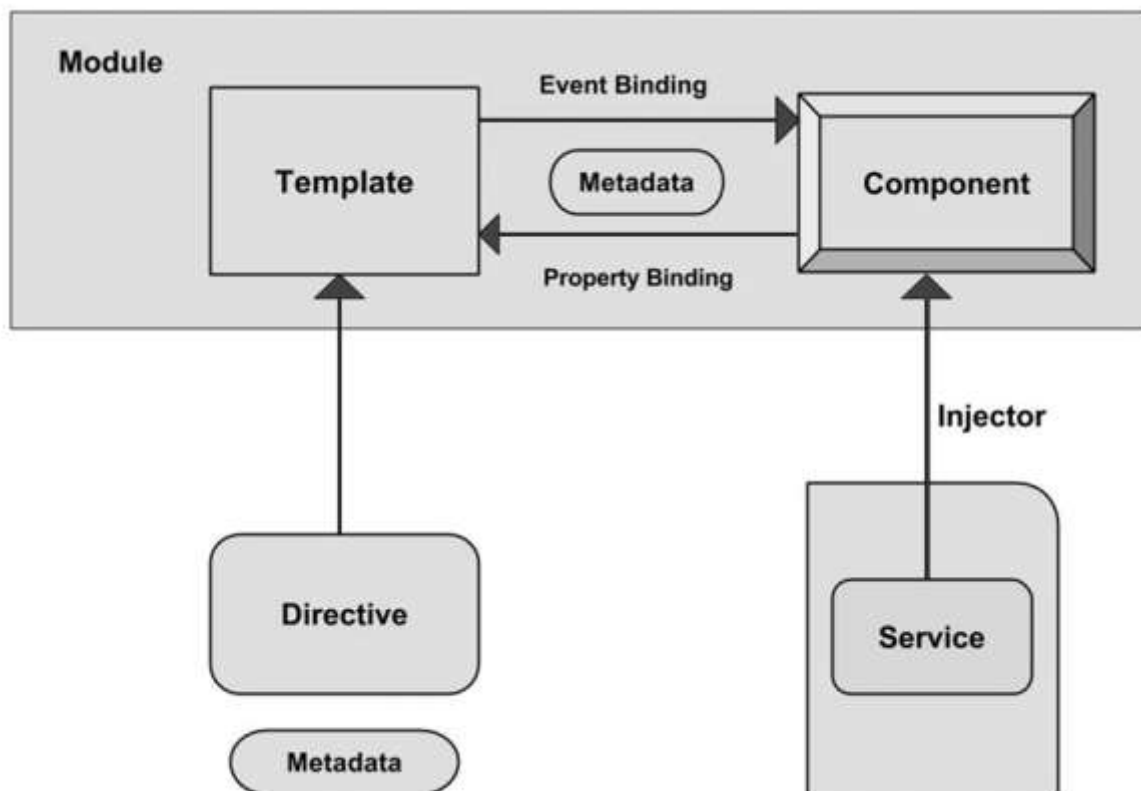 Module
Event Binding
Template
Metadata
Component
Property Binding
Injector
Directive
Service
Metadata